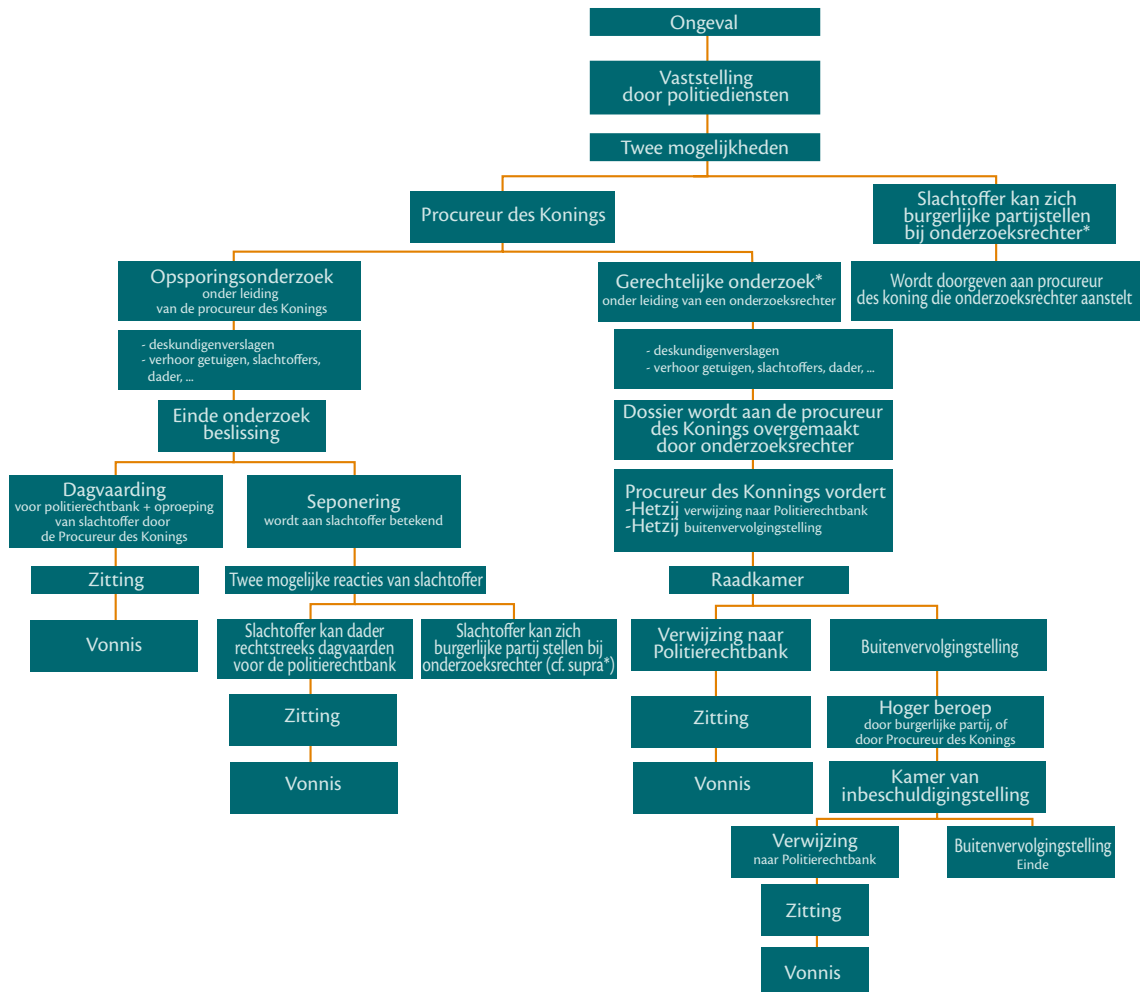 Ongeval
Vaststelling
door politiediensten
Twee mogelijkheden
Procureur des Konings
Slachtoffer kan zich
burgerlijke partijstellen
bij onderzoeksrechter*
Opsporingsonderzoek
onder leiding
van de procureur des Konings
Gerechtelijke onderzoek*
onder leiding van een onderzoeksrechter
Wordt doorgeven aan procureur
des koning die onderzoeksrechter aanstelt
- deskundigenverslagen
- verhoor getuigen, slachtoffers,
dader, ...
- deskundigenverslagen
- verhoor getuigen, slachtoffers, dader, ...
Einde onderzoek
beslissing
Dossier wordt aan de procureur
des Konings overgemaakt
door onderzoeksrechter
Dagvaarding
voor politierechtbank + oproeping
van slachtoffer door
de Procureur des Konings
Seponering
wordt aan slachtoffer betekend
Procureur des Konnings vordert
-Hetzij verwijzing naar Politierechtbank
-Hetzij buitenvervolgingstelling
Zitting
Twee mogelijke reacties van slachtoffer
Raadkamer
Vonnis
Slachtoffer kan dader
rechtstreeks dagvaarden
voor de politierechtbank
Slachtoffer kan zich
burgerlijke partij stellen bij
onderzoeksrechter (cf. supra*)
Verwijzing naar
Politierechtbank
Buitenvervolgingstelling
Zitting
Zitting
Hoger beroep
door burgerlijke partij, of
door Procureur des Konings
Vonnis
Vonnis
Kamer van
inbeschuldigingstelling
Verwijzing
naar Politierechtbank
Buitenvervolgingstelling
Einde
Zitting
Vonnis